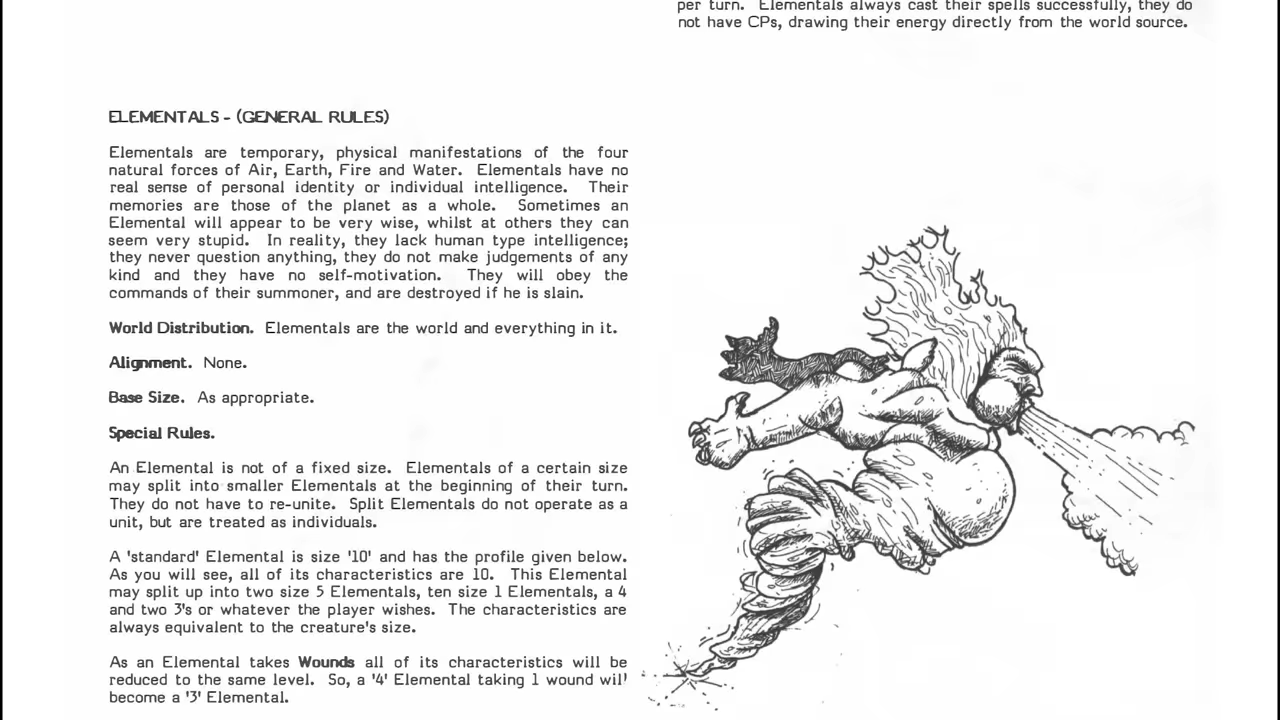 per turn. Elementals always cast their spells successfully, they do
not have CPs, drawing their energy directly from the world source.
ELEMENTALS - (GENERAL RULES)
Elementals are temporary, physical manifestations of the four
natural forces of Air, Earth, Fire and Water. Elementals have no
real sense of personal identity or individual intelligence. Their
memories are those of the planet as a whole. Sometimes an
Elemental will appear to be very wise, whilst at others they can
seem very stupid. In reality, they lack human type intelligence;
they never question anything, they do not make judgements of any
kind and they have no self-motivation. They will obey the
commands of their summoner, and are destroyed if he is slain.
World Distribution. Elementals are the world and everything in it.
Alignment. None.
Base Size. As appropriate.
Special Rules.
An Elemental is not of a fixed size. Elementals of a certain size
may split into smaller Elementals at the beginning of their turn.
They do not have to re-unite. Split Elementals do not operate as a
unit, but are treated as individuals.
A 'standard' Elemental is size '10' and has the profile given below.
As you will see, all of its characteristics are 10. This Elemental
may split up into two size 5 Elementals, ten size 1 Elementals, a 4
and two 3's or whatever the player wishes. The characteristics are
always equivalent to the creature's size.
As an Elemental takes Wounds all of its characteristics will be
reduced to the same level. So, a '4' Elemental taking 1 wound will
become a '3' Elemental.